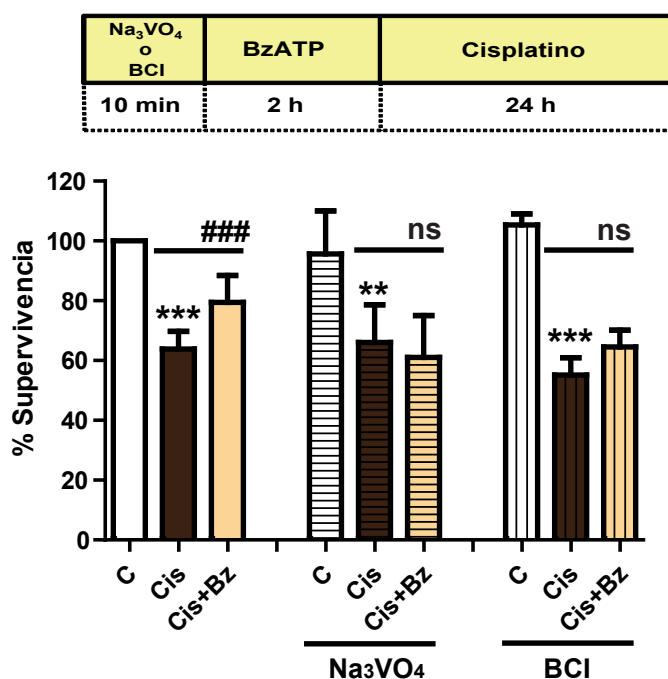 Na₃VO₄
o
BCI
BzATP
Cisplatino
10 min
2 h
24 h
% Supervivencia
120
100
80
60
40
20
0
###
ns
ns
***
**
***
C
Cis
Cis+Bz
C
Cis
Cis+Bz
C
Cis
Cis+Bz
Na₃VO₄
BCI